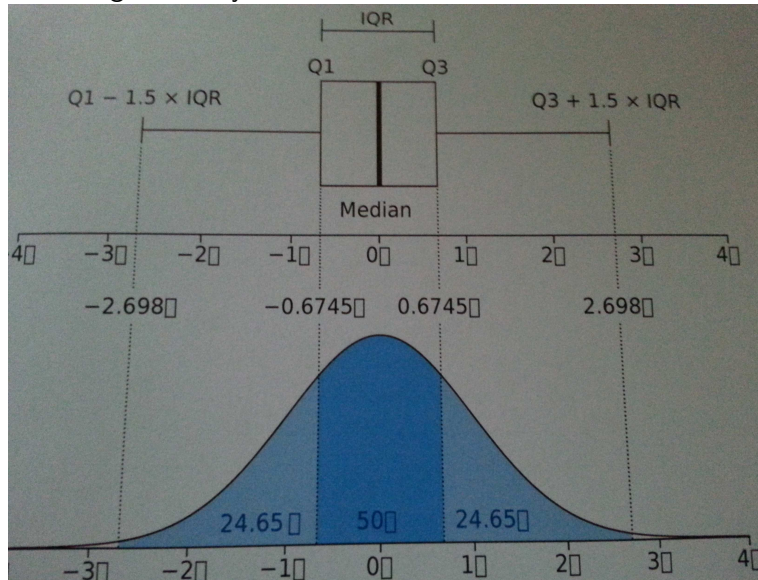 IQR
Q1 Q3
Q1 − 1.5 × IQR Q3 + 1.5 × IQR
Median
4▯ −3▯ −2▯ −1▯ 0▯ 1▯ 2▯ 3▯ 4▯
−2.698▯ −0.6745▯ 0.6745▯ 2.698▯
24.65▯ 50▯ 24.65▯
−3▯ −2▯ −1▯ 0▯ 1▯ 2▯ 3▯ 4▯